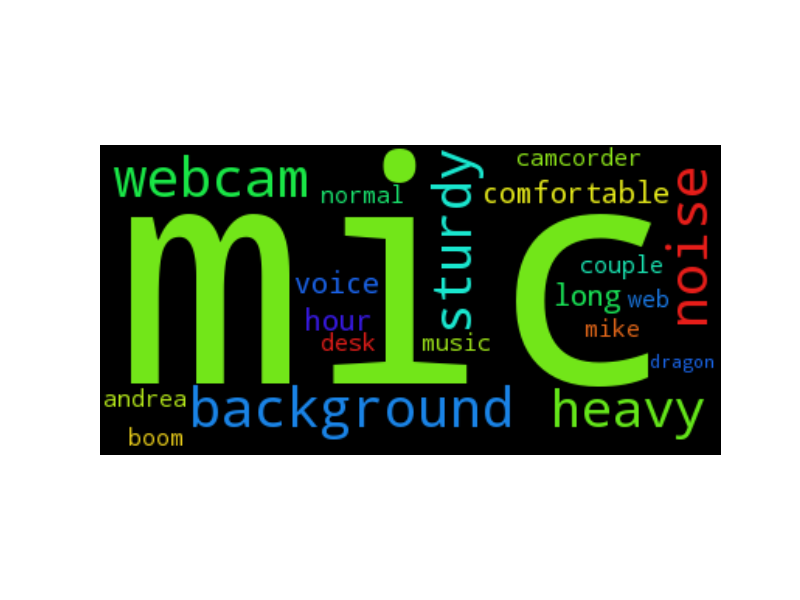 camcorder
webcam
normal
sturdy
comfortable
noise
mic
voice
couple
long
web
hour
mike
desk
music
dragon
andrea
background
heavy
boom